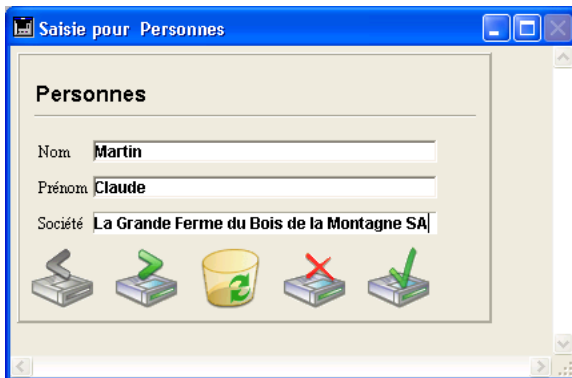 Saisie pour Personnes
Personnes
Nom Martin
Prénom Claude
Société La Grande Ferme du Bois de la Montagne SA